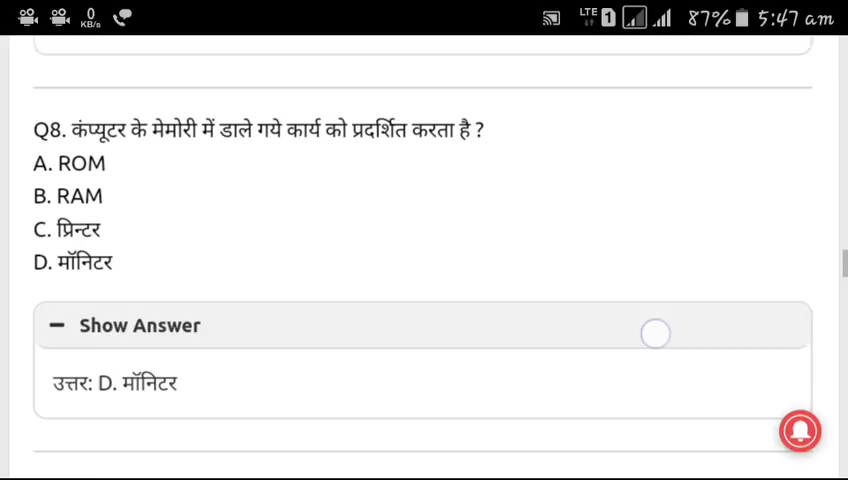 0
KB/s
LTE 1 87% 5:47 am
Q8. कंप्यूटर के मेमोरी में डाले गये कार्य को प्रदर्शित करता है ?
A. ROM
B. RAM
C. प्रिन्टर
D. मॉनिटर
Show Answer
उत्तर: D. मॉनिटर